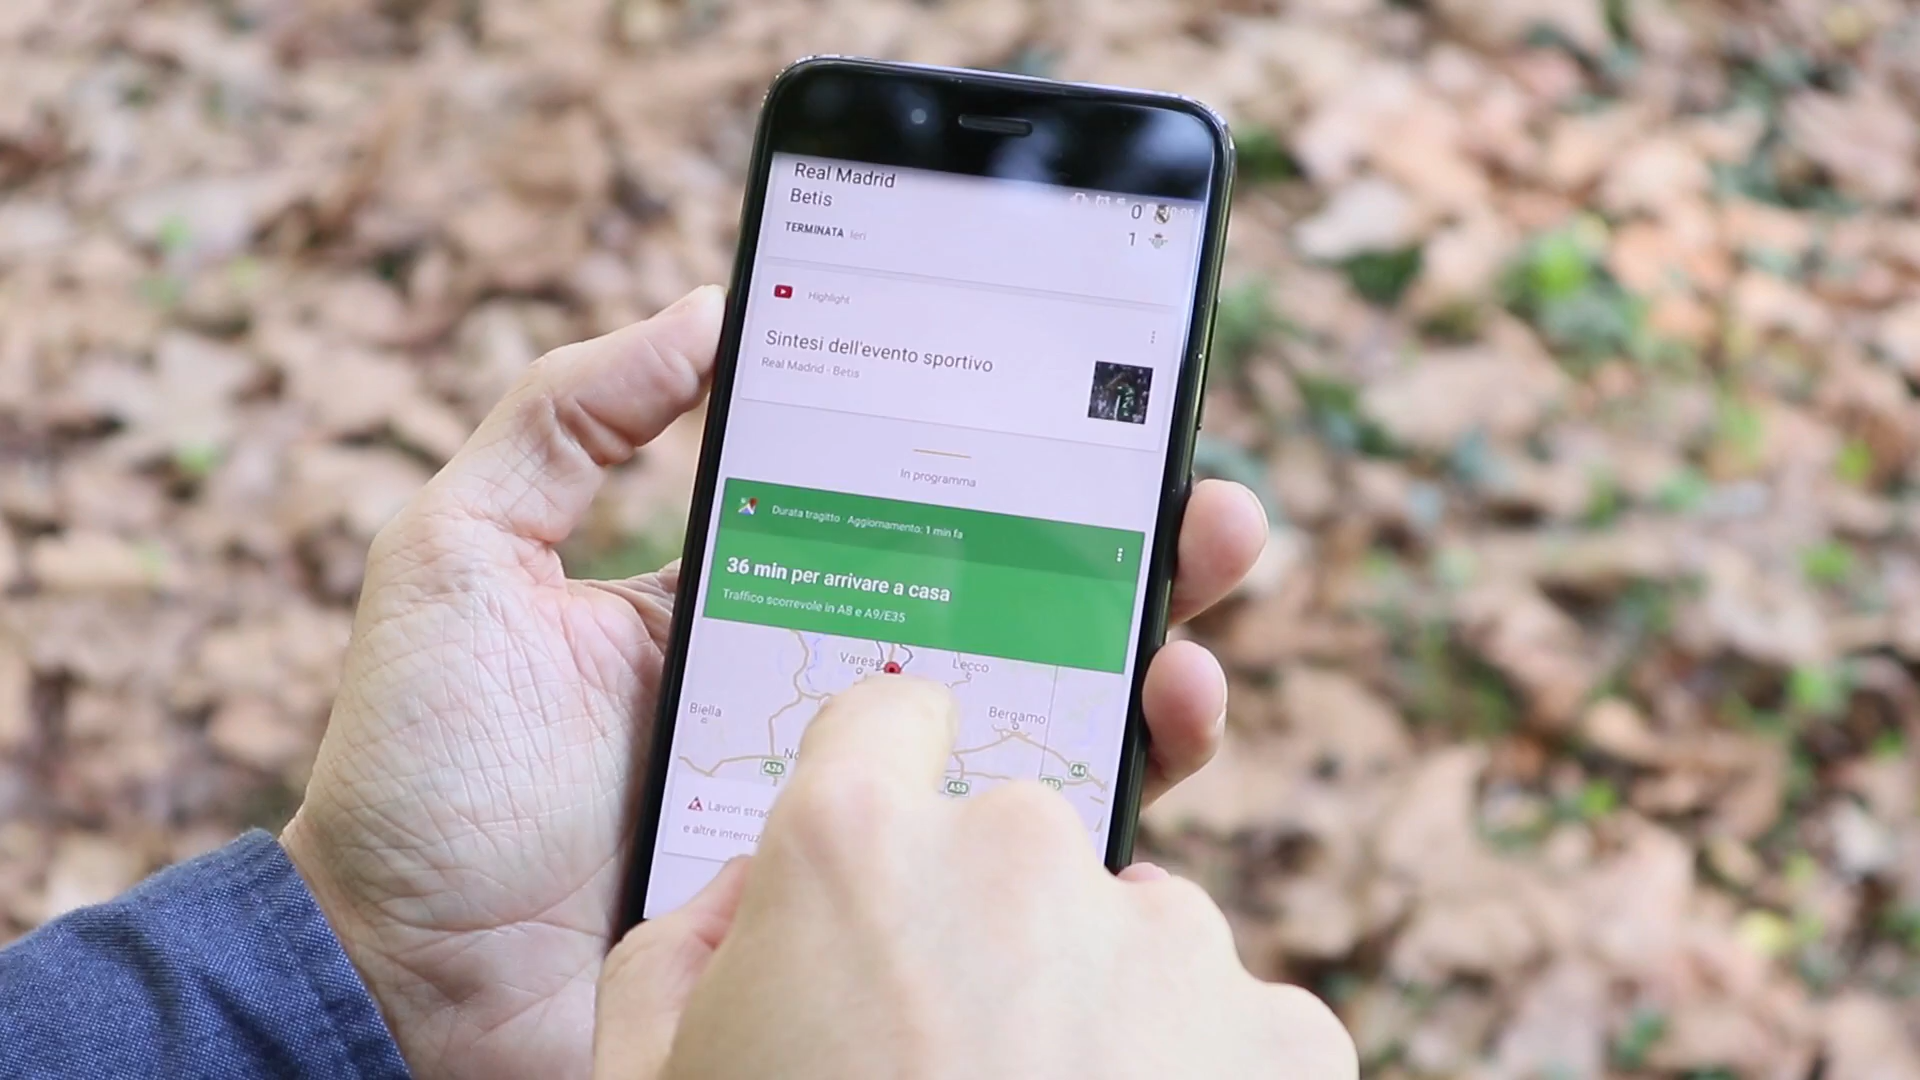 Real Madrid
0
Betis
1
TERMINATA Ieri
Highlight
Sintesi dell'evento sportivo
Real Madrid - Betis
In programma
Durata tragitto · Aggiornamento: 1 min fa
36 min per arrivare a casa
Traffico scorrevole in A8 e A9/E35
Varese
Lecco
Biella
Bergamo
A26
A4
A58
Lavori
e altre